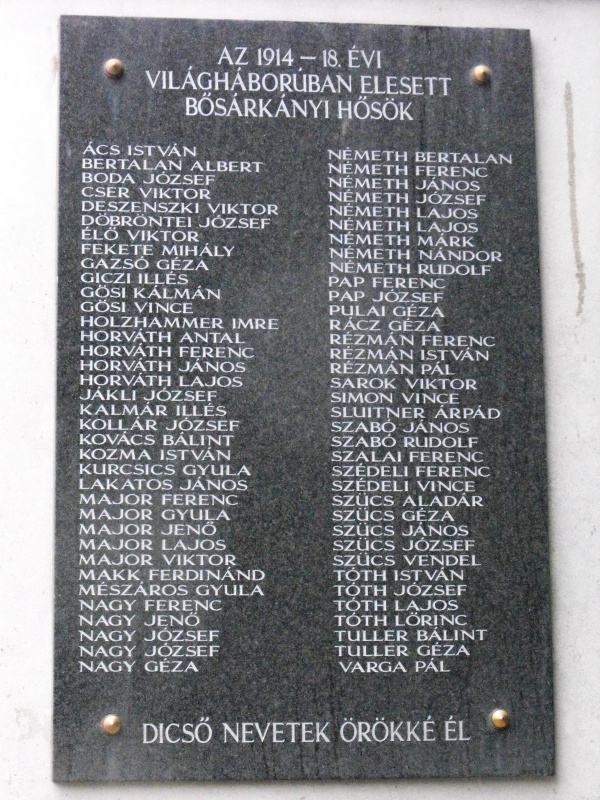 AZ 1914 – 18. ÉVI
VILÁGHÁBORÚBAN ELESETT
BŐSÁRKÁNYI HŐSÖK
ÁCS ISTVÁN
BERTALAN ALBERT
BODA JÓZSEF
CSER VIKTOR
DESZENSZKI VIKTOR
DÖBRÖNTEI JÓZSEF
ÉLŐ VIKTOR
FEKETE MIHÁLY
GAZSÓ GÉZA
GICZI ILLÉS
GÖSI KÁLMÁN
GÖSI VINCE
HOLZHAMMER IMRE
HORVÁTH ANTAL
HORVÁTH FERENC
HORVÁTH JÁNOS
HORVÁTH LAJOS
JÁKLI JÓZSEF
KALMÁR ILLÉS
KOLLÁR JÓZSEF
KOVÁCS BÁLINT
KOZMA ISTVÁN
KURCSICS GYULA
LAKATOS JÁNOS
MAJOR FERENC
MAJOR GYULA
MAJOR JENŐ
MAJOR LAJOS
MAJOR VIKTOR
MAKK FERDINÁND
MÉSZÁROS GYULA
NAGY FERENC
NAGY JENŐ
NAGY JÓZSEF
NAGY JÓZSEF
NAGY GÉZA
NÉMETH BERTALAN
NÉMETH FERENC
NÉMETH JÁNOS
NÉMETH JÓZSEF
NÉMETH LAJOS
NÉMETH LAJOS
NÉMETH MÁRK
NÉMETH NÁNDOR
NÉMETH RUDOLF
PAP FERENC
PAP JÓZSEF
PULAI GÉZA
RÁCZ GÉZA
RÉZMÁN FERENC
RÉZMÁN ISTVÁN
RÉZMÁN PÁL
SAROK VIKTOR
SIMON VINCE
SLUITNER ÁRPÁD
SZABÓ JÁNOS
SZABÓ RUDOLF
SZALAI FERENC
SZÉDELI FERENC
SZÉDELI VINCE
SZÜCS ALADÁR
SZÜCS GÉZA
SZÜCS JÁNOS
SZÜCS JÓZSEF
SZÜCS VENDEL
TÓTH ISTVÁN
TÓTH JÓZSEF
TÓTH LAJOS
TÓTH LŐRINC
TULLER BÁLINT
TULLER GÉZA
VARGA PÁL
DICSŐ NEVETEK ÖRÖKKÉ ÉL